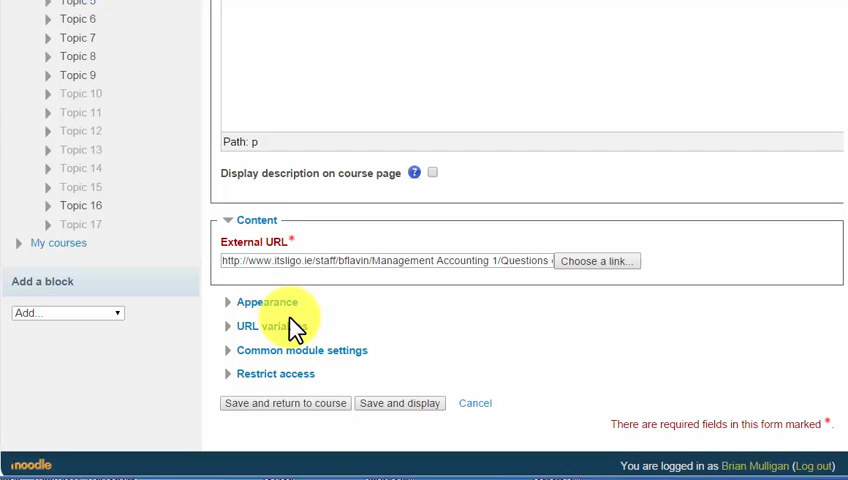 Topic 5
Topic 6
Topic 7
Topic 8
Topic 9
Topic 10
Topic 11
Topic 12
Topic 13
Topic 14
Topic 15
Topic 16
Topic 17
My courses
Add a block
Add...
Path: p
Display description on course page ?
Content
External URL*
http://www.itsligo.ie/staff/bflavin/Management Accounting 1/Questions
Choose a link...
Appearance
URL variables
Common module settings
Restrict access
Save and return to course Save and display Cancel
There are required fields in this form marked *.
moodle
You are logged in as Brian Mulligan (Log out)